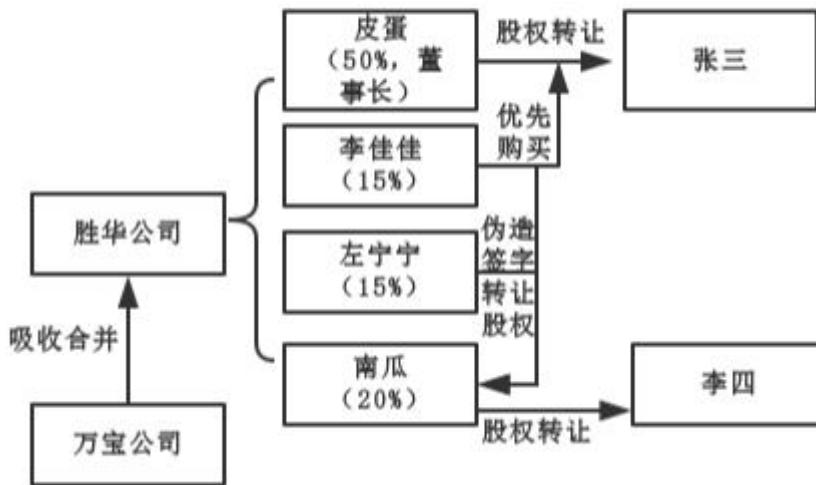 皮蛋
（50%，董
事长）
股权转让
张三
优先
购买
李佳佳
（15%）
胜华公司
左宁宁
（15%）
伪造
签字
转让
股权
吸收合并
南瓜
（20%）
李四
股权转让
万宝公司